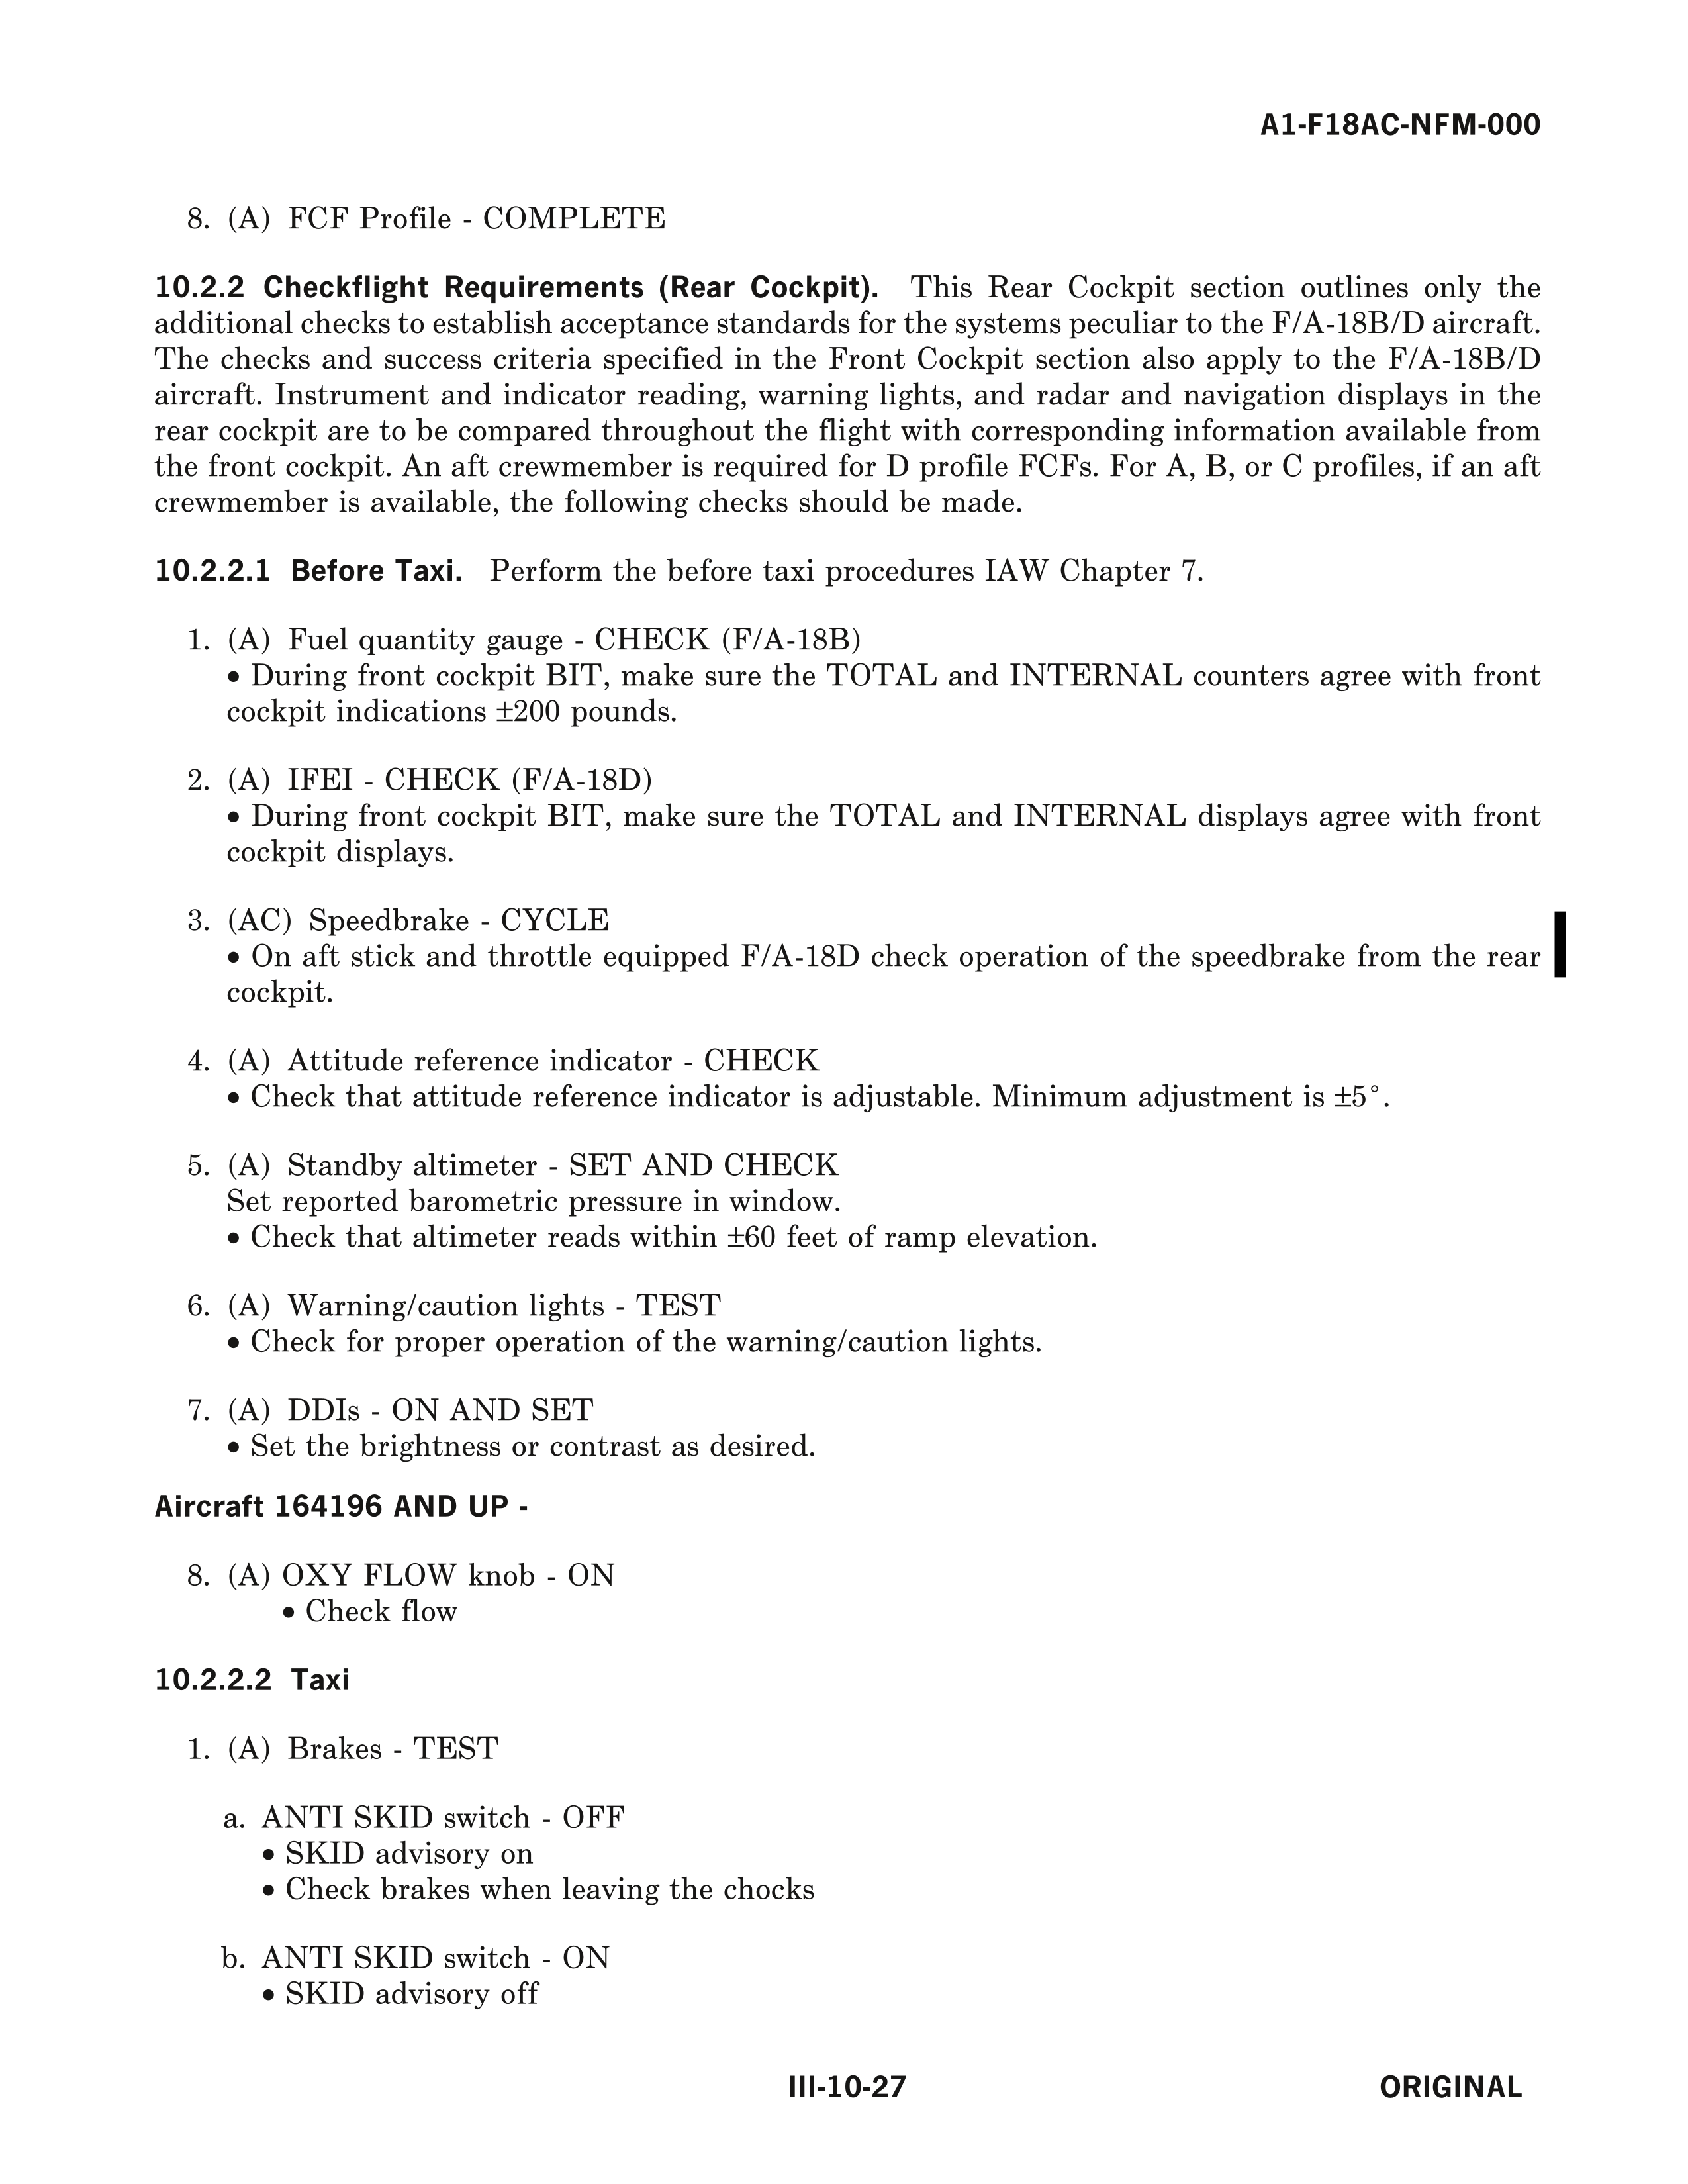 A1-F18AC-NFM-000
8. (A) FCF Profile - COMPLETE
10.2.2 Checkflight Requirements (Rear Cockpit). This Rear Cockpit section outlines only the
additional checks to establish acceptance standards for the systems peculiar to the F/A-18B/D aircraft.
The checks and success criteria specified in the Front Cockpit section also apply to the F/A-18B/D
aircraft. Instrument and indicator reading, warning lights, and radar and navigation displays in the
rear cockpit are to be compared throughout the flight with corresponding information available from
the front cockpit. An aft crewmember is required for D profile FCFs. For A, B, or C profiles, if an aft
crewmember is available, the following checks should be made.
10.2.2.1 Before Taxi. Perform the before taxi procedures IAW Chapter 7.
1. (A) Fuel quantity gauge - CHECK (F/A-18B)
• During front cockpit BIT, make sure the TOTAL and INTERNAL counters agree with front
cockpit indications ±200 pounds.
2. (A) IFEI - CHECK (F/A-18D)
• During front cockpit BIT, make sure the TOTAL and INTERNAL displays agree with front
cockpit displays.
3. (AC) Speedbrake - CYCLE
• On aft stick and throttle equipped F/A-18D check operation of the speedbrake from the rear
cockpit.
4. (A) Attitude reference indicator - CHECK
• Check that attitude reference indicator is adjustable. Minimum adjustment is ±5°.
5. (A) Standby altimeter - SET AND CHECK
Set reported barometric pressure in window.
• Check that altimeter reads within ±60 feet of ramp elevation.
6. (A) Warning/caution lights - TEST
• Check for proper operation of the warning/caution lights.
7. (A) DDIs - ON AND SET
• Set the brightness or contrast as desired.
Aircraft 164196 AND UP -
8. (A) OXY FLOW knob - ON
• Check flow
10.2.2.2 Taxi
1. (A) Brakes - TEST
a. ANTI SKID switch - OFF
• SKID advisory on
• Check brakes when leaving the chocks
b. ANTI SKID switch - ON
• SKID advisory off
III-10-27 ORIGINAL